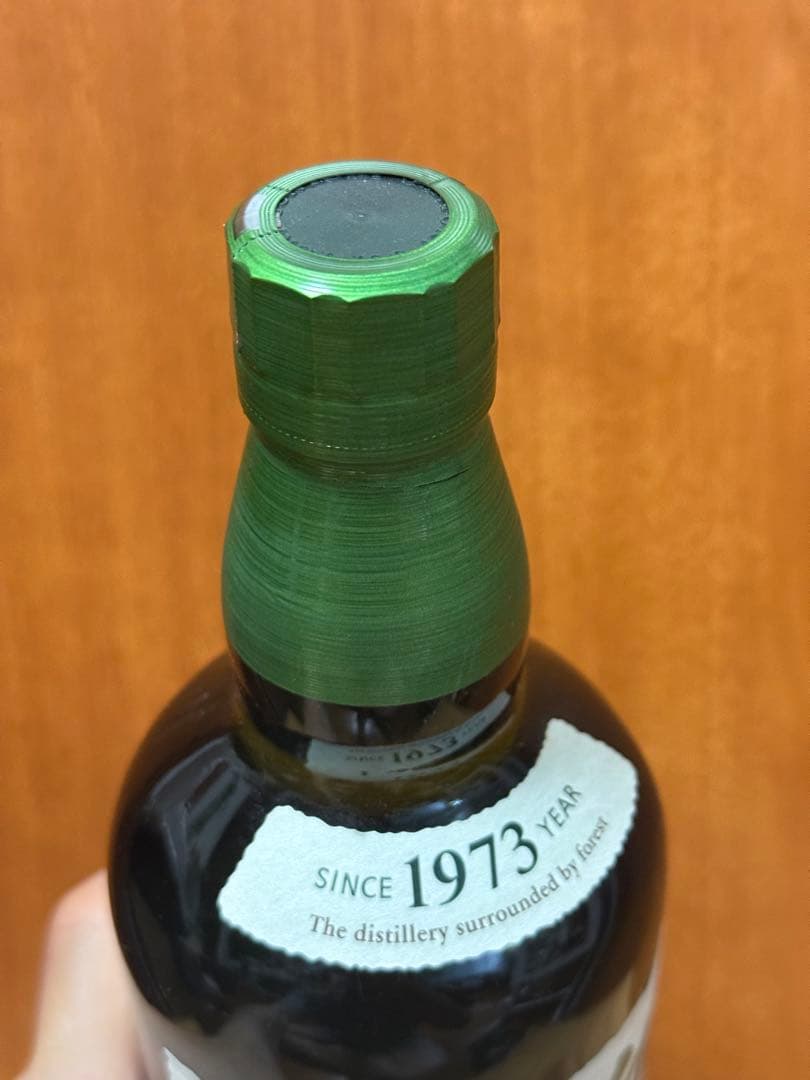 SINCE 1973 YEAR
The distillery surrounded by forest